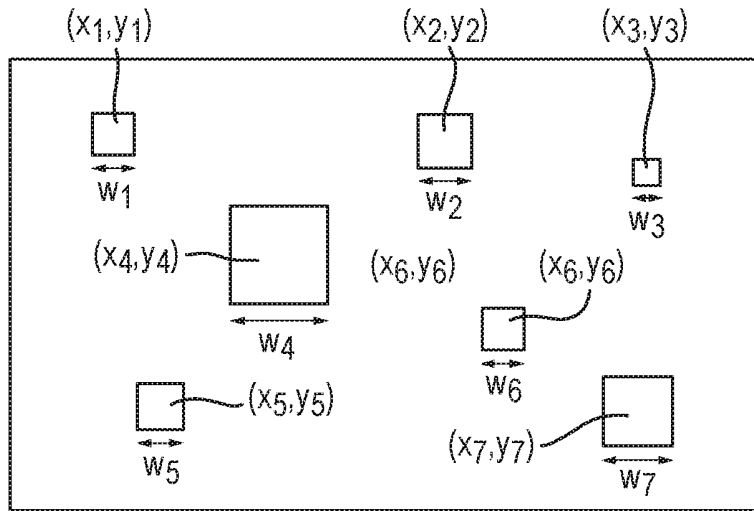 (x1,y1)
(x2,y2)
(x3,y3)
w1
w2
w3
(x4,y4)
(x6,y6)
(x6,y6)
w4
w6
(x5,y5)
w5
(x7,y7)
w7